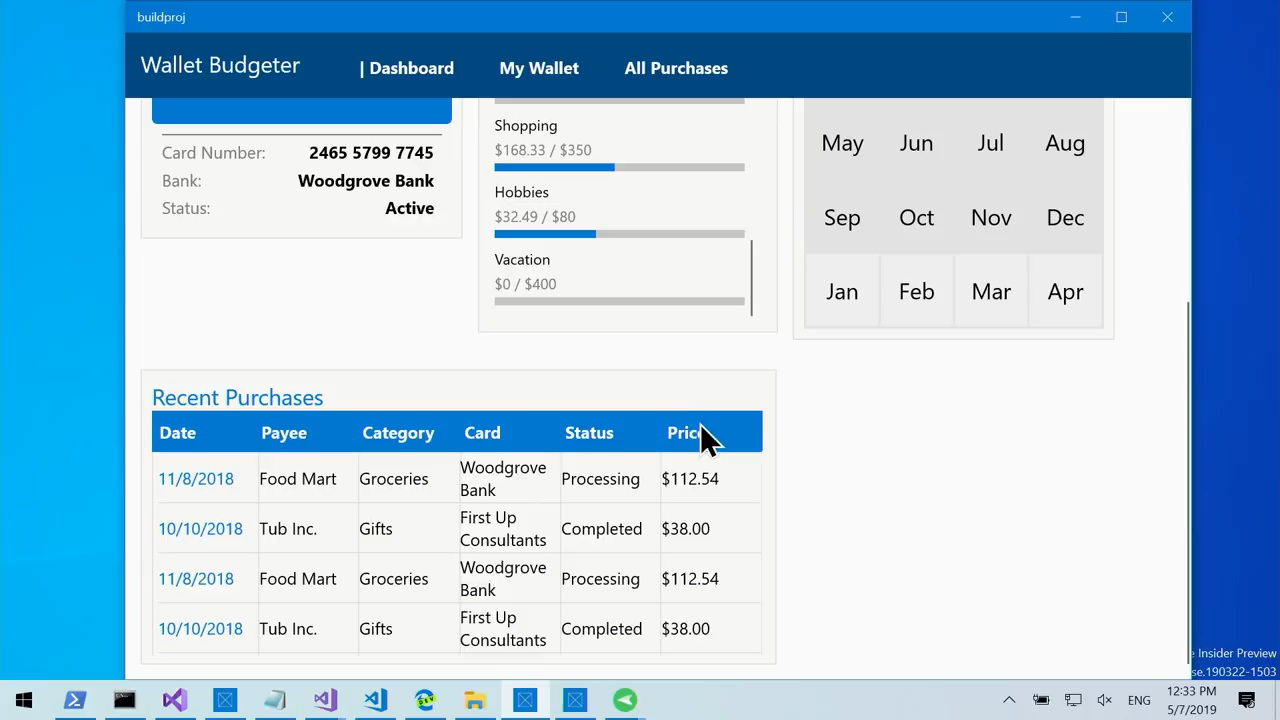 buildproj
Wallet Budgeter
| Dashboard
My Wallet
All Purchases
Card Number: 2465 5799 7745
Bank: Woodgrove Bank
Status: Active
Shopping
$168.33 / $350
Hobbies
$32.49 / $80
Vacation
$0 / $400
May Jun Jul Aug
Sep Oct Nov Dec
Jan Feb Mar Apr
Recent Purchases
Date Payee Category Card Status
11/8/2018 Food Mart Groceries Woodgrove Bank Processing $112.54
10/10/2018 Tub Inc. Gifts First Up Consultants Completed $38.00
11/8/2018 Food Mart Groceries Woodgrove Bank Processing $112.54
10/10/2018 Tub Inc. Gifts First Up Consultants Completed $38.00
e Insider Preview
se.190322-1503
ENG
12:33 PM
5/7/2019